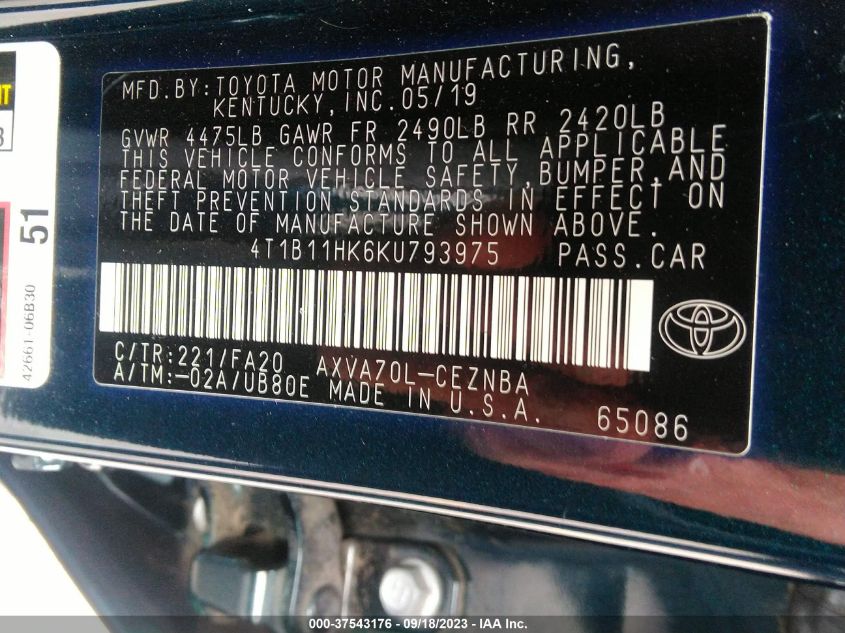 MFD.BY:TOYOTA MOTOR MANUFACTURING,
KENTUCKY,INC.05/19
GVWR 4475LB GAWR FR 2490LB RR 2420LB
THIS VEHICLE CONFORMS TO ALL APPLICABLE
FEDERAL MOTOR VEHICLE SAFETY,BUMPER,AND
THEFT PREVENTION STANDARDS IN EFFECT ON
THE DATE OF MANUFACTURE SHOWN ABOVE.
4T1B11HK6KU793975 PASS.CAR
C/TR:221/FA20 AXVA70L-CEZNBA
A/TM:-02A/UB80E MADE IN U.S.A.
65086
51
42661-06B30
000-37543176 - 09/18/2023 - IAA Inc.